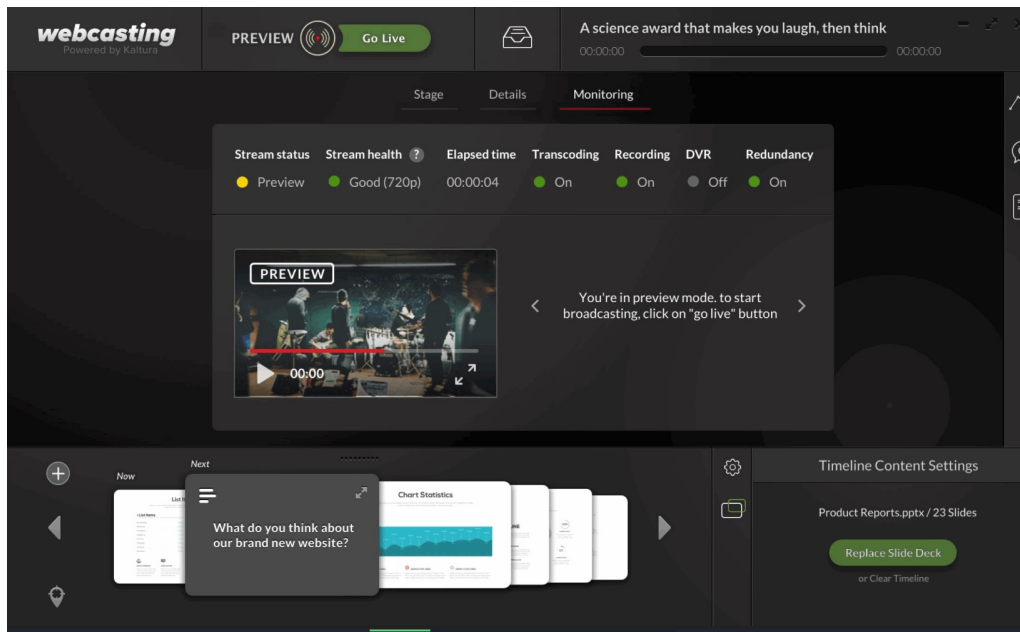 webcasting
Powered by Kaltura
PREVIEW
Go Live
A science award that makes you laugh, then think
00:00:00
00:00:00
Stage
Details
Monitoring
Stream status
Stream health ?
Elapsed time
Transcoding
Recording
DVR
Redundancy
Preview
Good (720p)
00:00:04
On
On
Off
On
PREVIEW
00:00
You're in preview mode. to start
broadcasting, click on "go live" button
Now
Next
What do you think about
our brand new website?
Chart Statistics
Timeline Content Settings
Product Reports.pptx / 23 Slides
Replace Slide Deck
or Clear Timeline